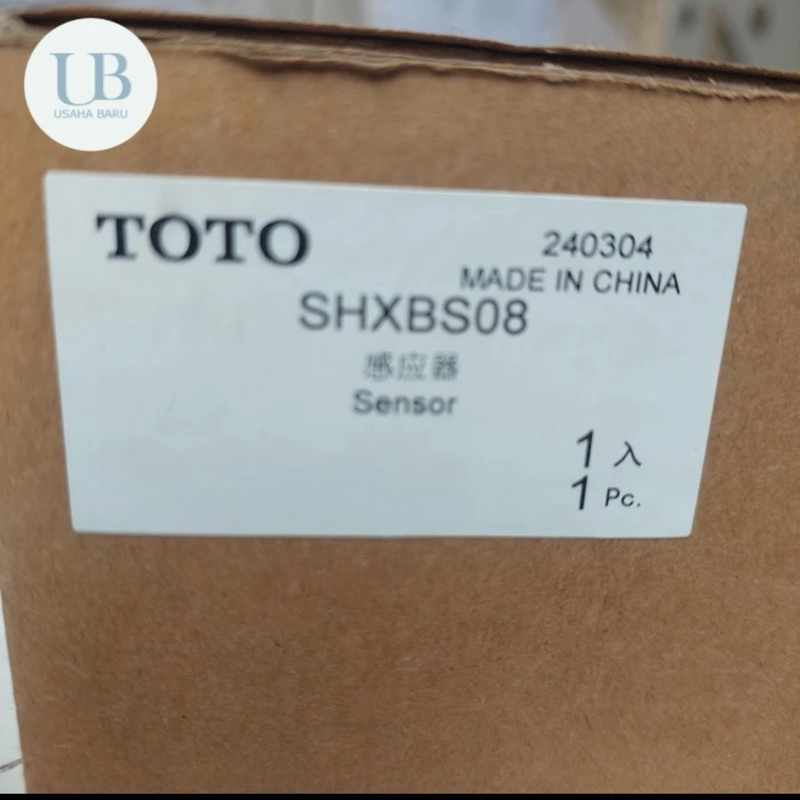 UB
USAHA BARU
TOTO
240304
MADE IN CHINA
SHXBS08
感应器
Sensor
1 入
1 Pc.